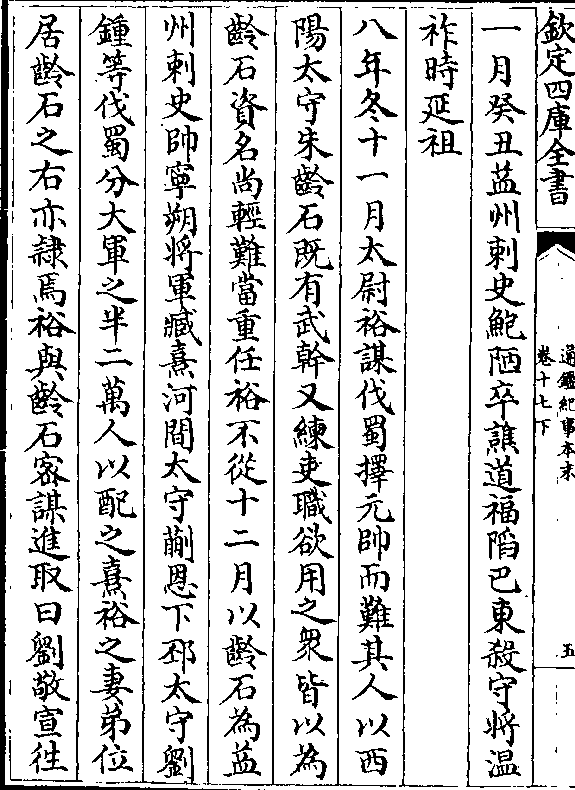 欽定四庫全書
通鑑紀事本末
卷十七下
五
一月癸丑益州刺史鮑陋卒譙道福陷巴東殺守將温
祚時延祖
八年冬十一月太尉裕謀伐蜀擇元帥而難其人以西
陽太守朱齡石既有武幹又練吏職欲用之衆皆以為
齡石資名尚輕難當重任裕不從十二月以齡石為益
州刺史帥寧朔將軍臧熹河間太守蒯恩下邳太守劉
鍾等伐蜀分大軍之半二萬人以配之熹裕之妻弟位
居齡石之右亦隸焉裕與齡石宻謀進取曰劉敬宣往